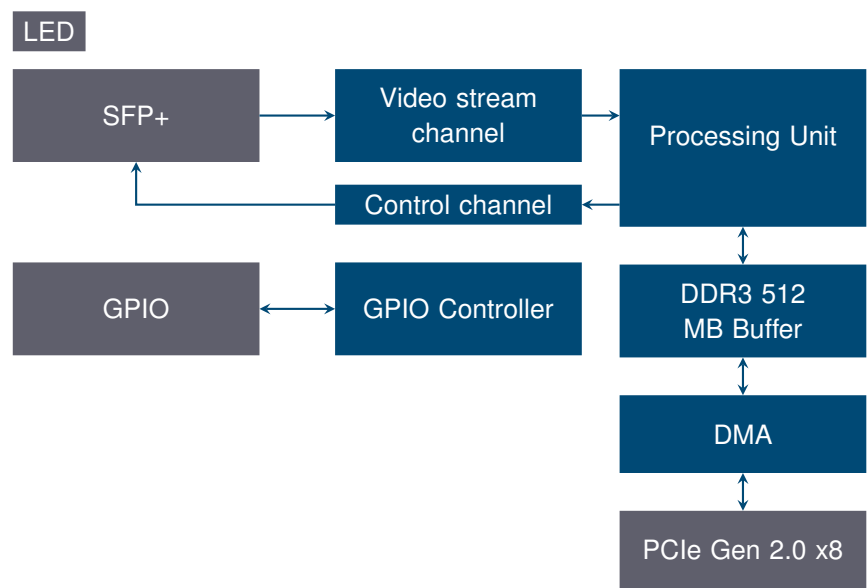 LED
SFP+
Video stream
channel
Processing Unit
Control channel
GPIO
GPIO Controller
DDR3 512
MB Buffer
DMA
PCIe Gen 2.0 x8